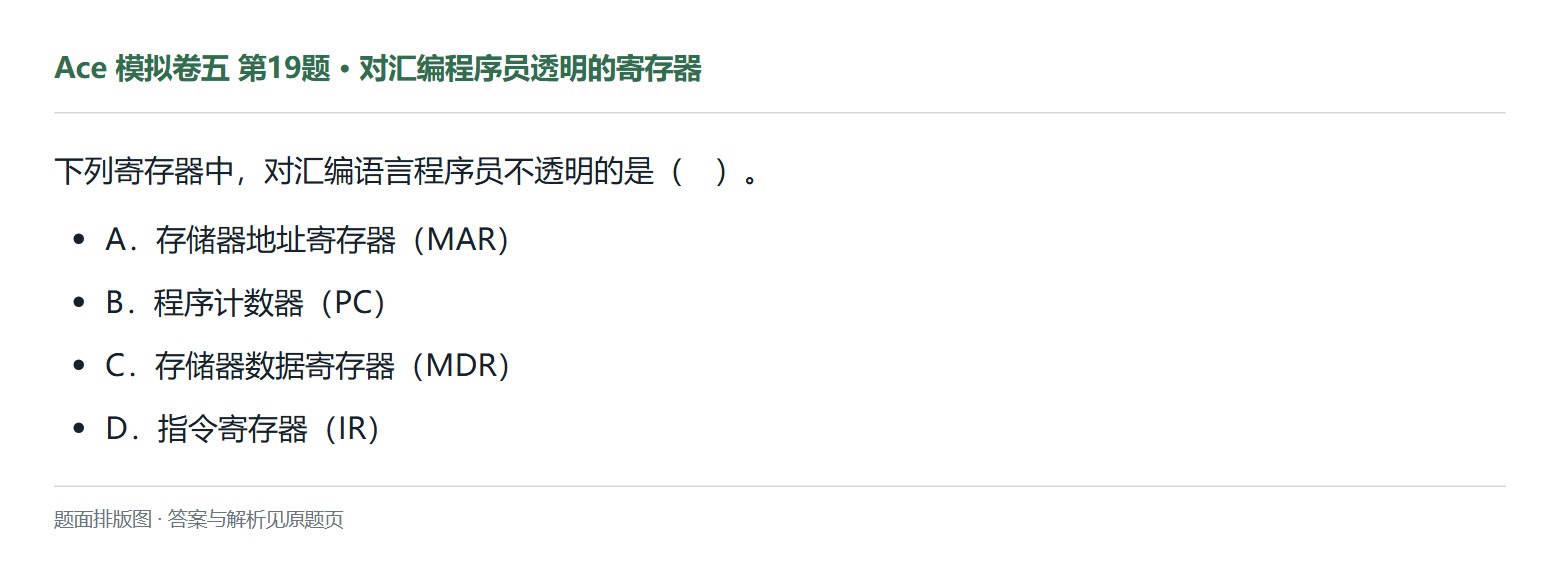 Ace 模拟卷五 第19题 • 对汇编程序员透明的寄存器
下列寄存器中，对汇编语言程序员不透明的是（　）。
• A．存储器地址寄存器（MAR）
• B．程序计数器（PC）
• C．存储器数据寄存器（MDR）
• D．指令寄存器（IR）
题面排版图 · 答案与解析见原题页